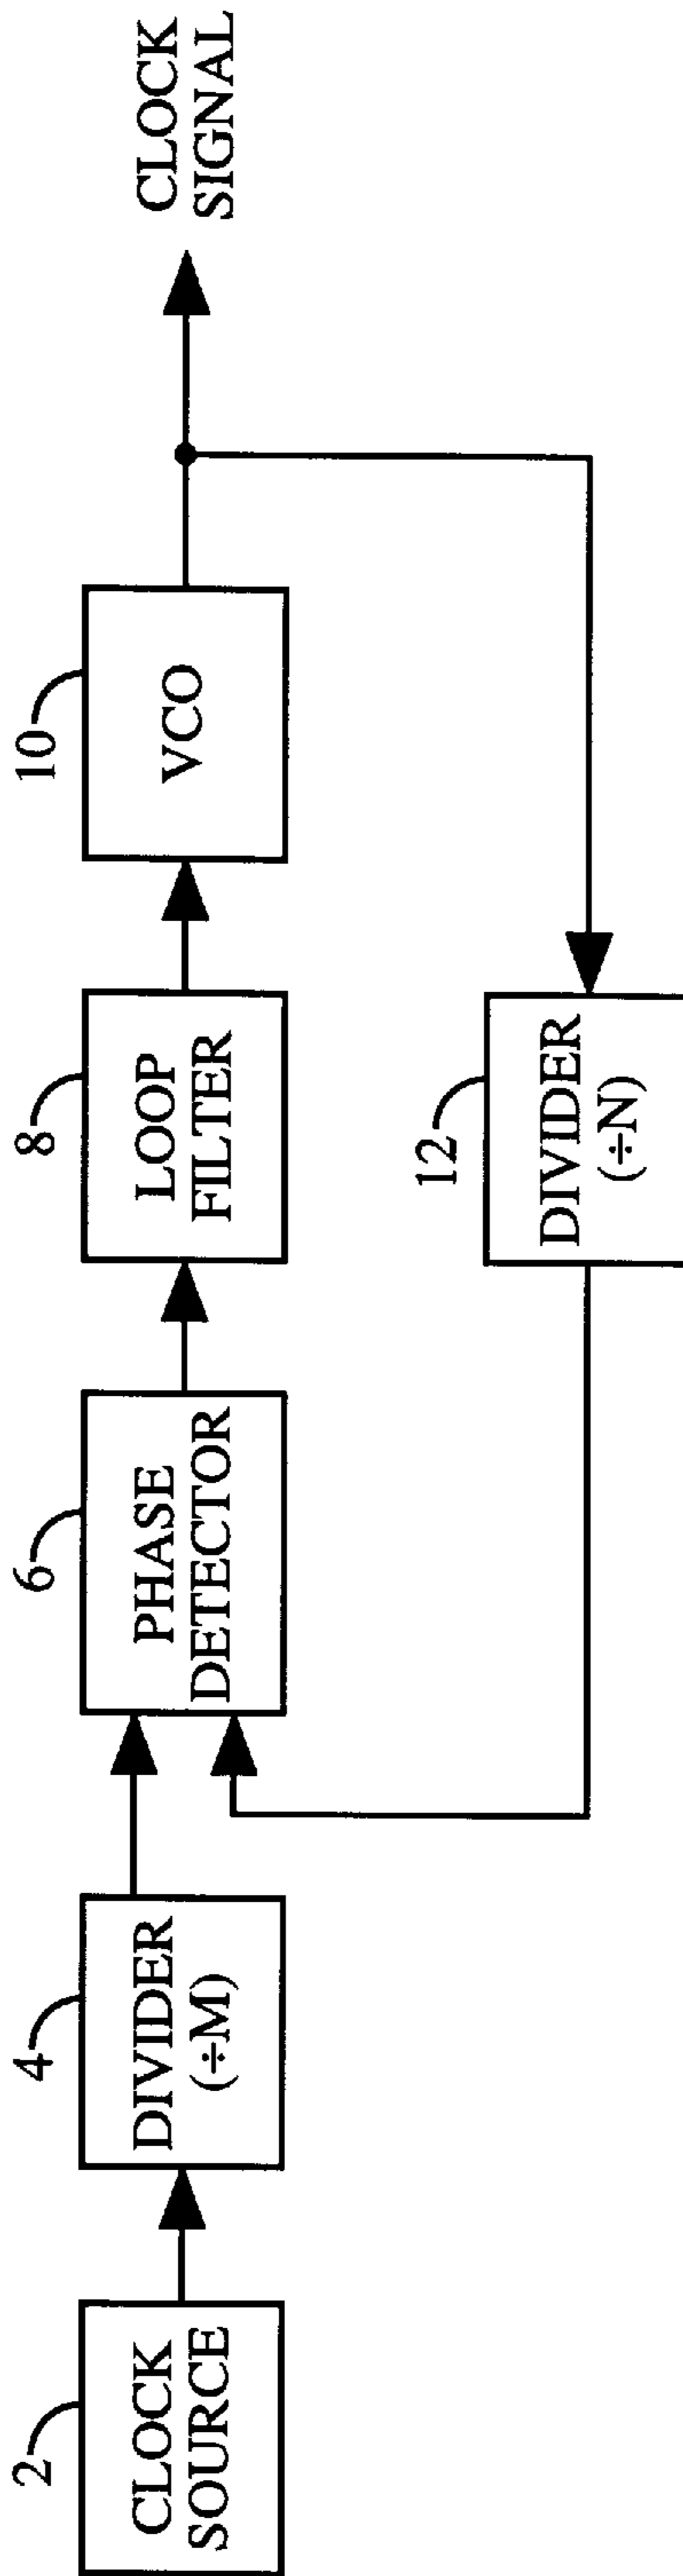 2
CLOCK
SOURCE
4
DIVIDER
(÷M)
6
PHASE
DETECTOR
8
LOOP
FILTER
10
VCO
CLOCK
SIGNAL
12
DIVIDER
(÷N)